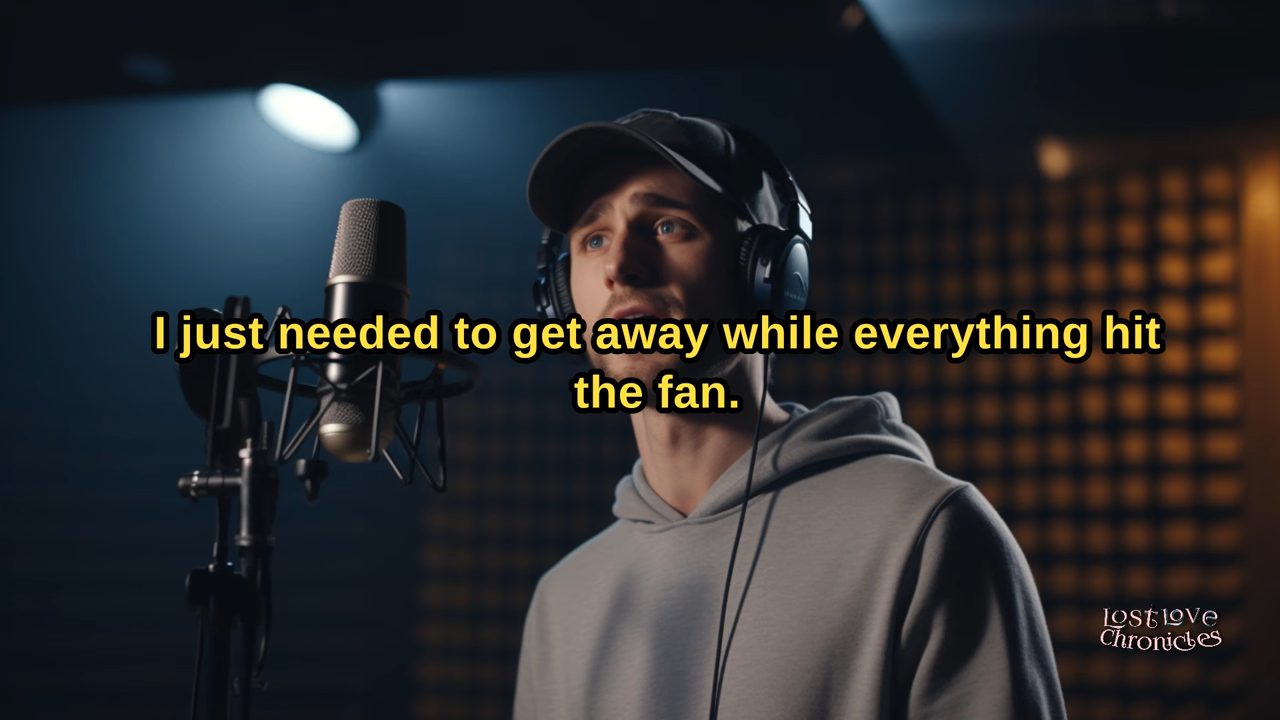 I just needed to get away while everything hit
the fan.
Lost Love
Chronicles